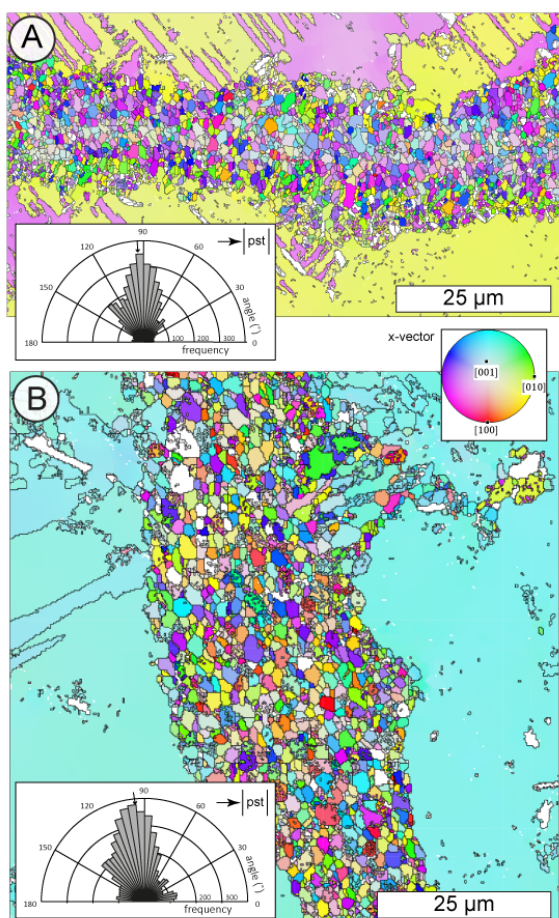 A
90
120
60
pst
150
30
angle (°)
100 200 300
180
frequency
0
25 µm
x-vector
[001]
[010]
[100]
B
90
120
60
pst
150
30
angle (°)
180
200 300
frequency
0
25 µm